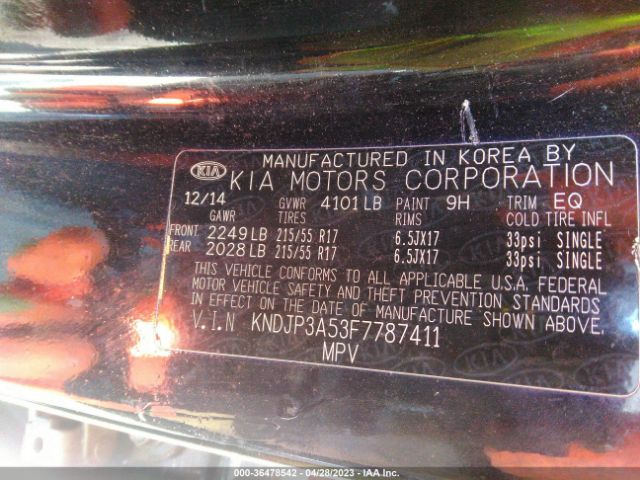 MANUFACTURED IN KOREA BY
KIA KIA MOTORS CORPORATION
12/14 GVWR 4101 LB PAINT 9H TRIM EQ
GAWR TIRES RIMS COLD TIRE INFL
FRONT 2249 LB 215/55 R17 6.5JX17 33psi SINGLE
REAR 2028 LB 215/55 R17 6.5JX17 33psi SINGLE
THIS VEHICLE CONFORMS TO ALL APPLICABLE U.S.A. FEDERAL
MOTOR VEHICLE SAFETY AND THEFT PREVENTION STANDARDS
IN EFFECT ON THE DATE OF MANUFACTURE SHOWN ABOVE.
V.I.N KNDJP3A53F7787411
MPV
000-36478542 - 04/28/2023 - IAA Inc.